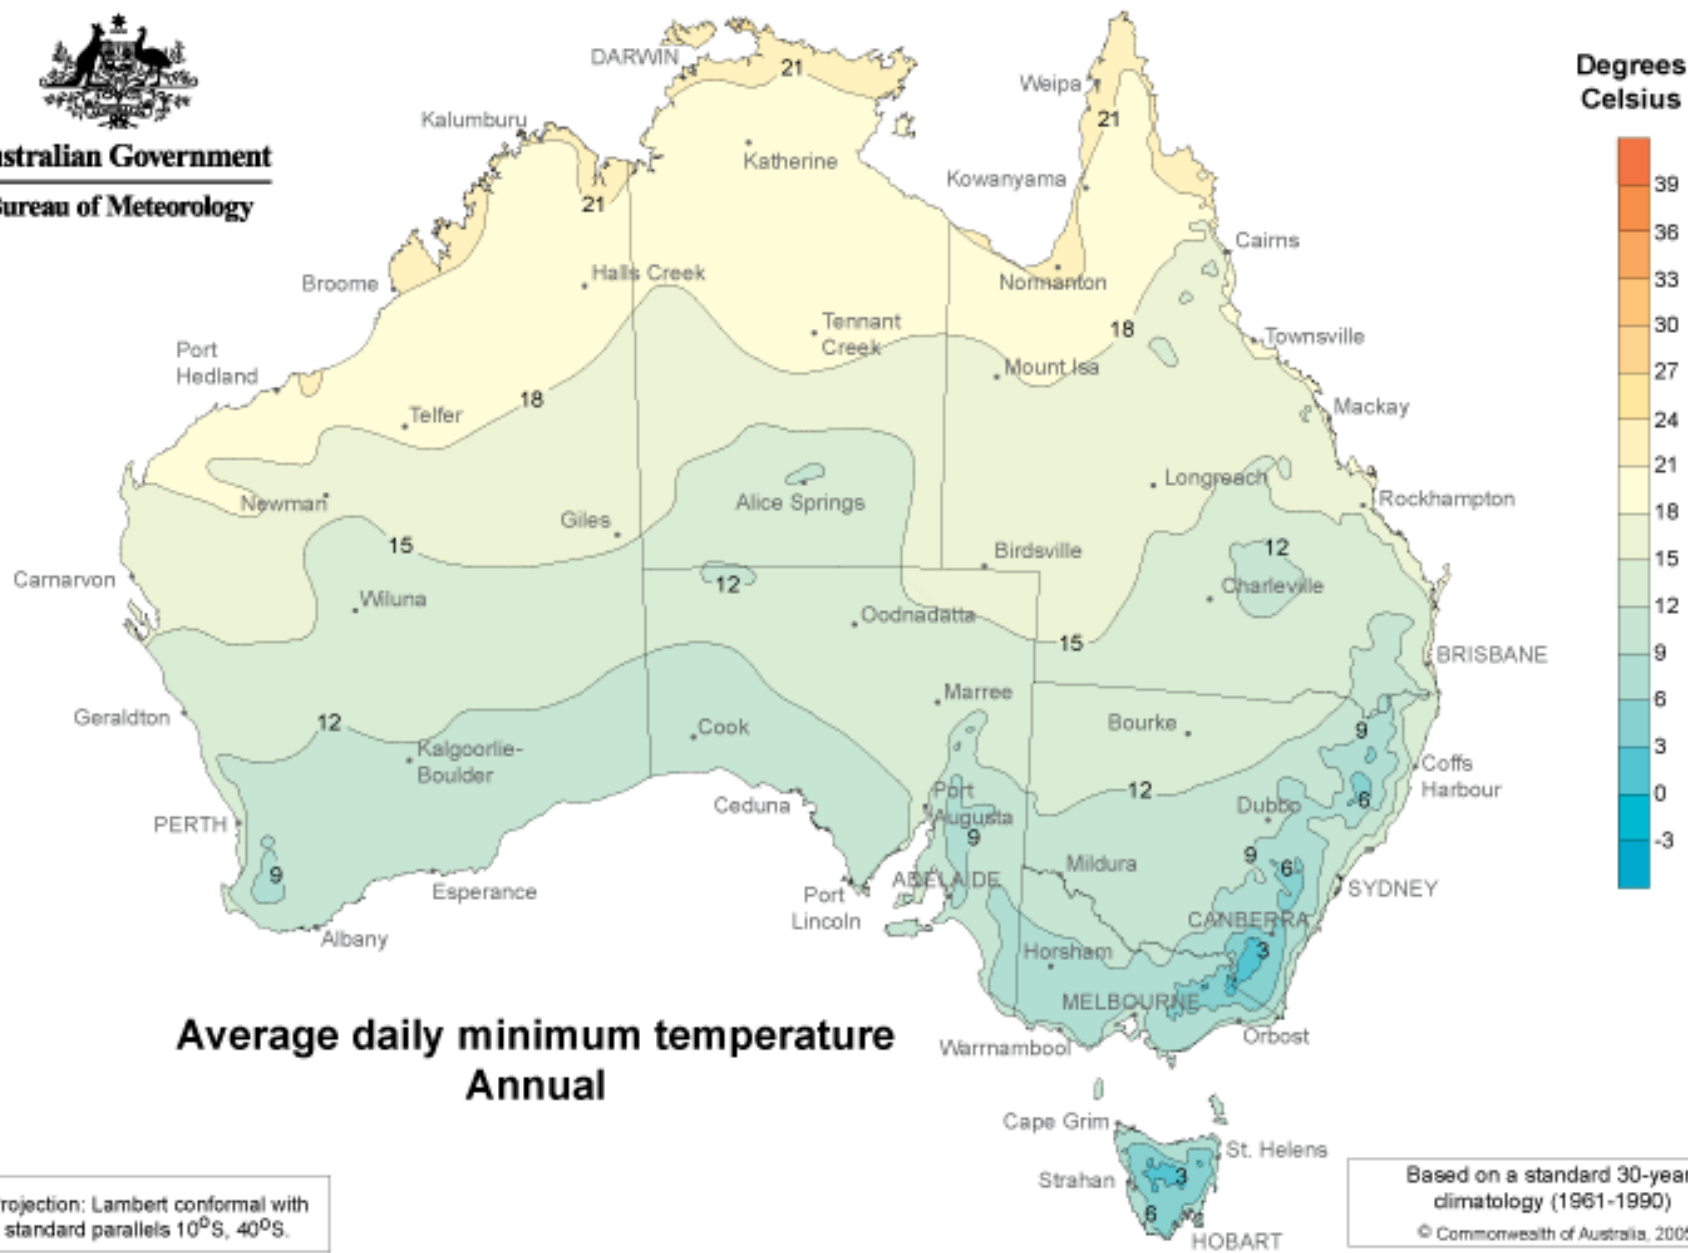 ustralian Government
Bureau of Meteorology
Degrees
Celsius
39
36
33
30
27
24
21
18
15
12
9
6
3
0
-3
DARWIN
21
Weipa
21
Kalumburu
Katherine
Kowanyama
21
Cairns
Broome
Halls Creek
Normanton
Tennant
Creek
18
Townsville
Port
Hedland
Mount Isa
18
Telfer
Mackay
Newman
Alice Springs
Longreach
Rockhampton
Giles
15
12
Birdsville
Carnarvon
Wiluna
12
Charleville
Oodnadatta
15
BRISBANE
Geraldton
12
Marree
Cook
Bourke
9
Kalgoorlie-
Boulder
Coffs
Harbour
Port
Augusta
12
Ceduna
Dubbo
6
PERTH
9
9
6
Mildura
9
ADELAIDE
SYDNEY
Esperance
Port
Lincoln
CANBERRA
Albany
Horsham
3
MELBOURNE
Orbost
Warrnambool
Average daily minimum temperature
Annual
Cape Grim
St. Helens
Strahan
3
6
HOBART
Projection: Lambert conformal with
standard parallels 10°S, 40°S.
Based on a standard 30-year
climatology (1961-1990)
© Commonwealth of Australia, 2005